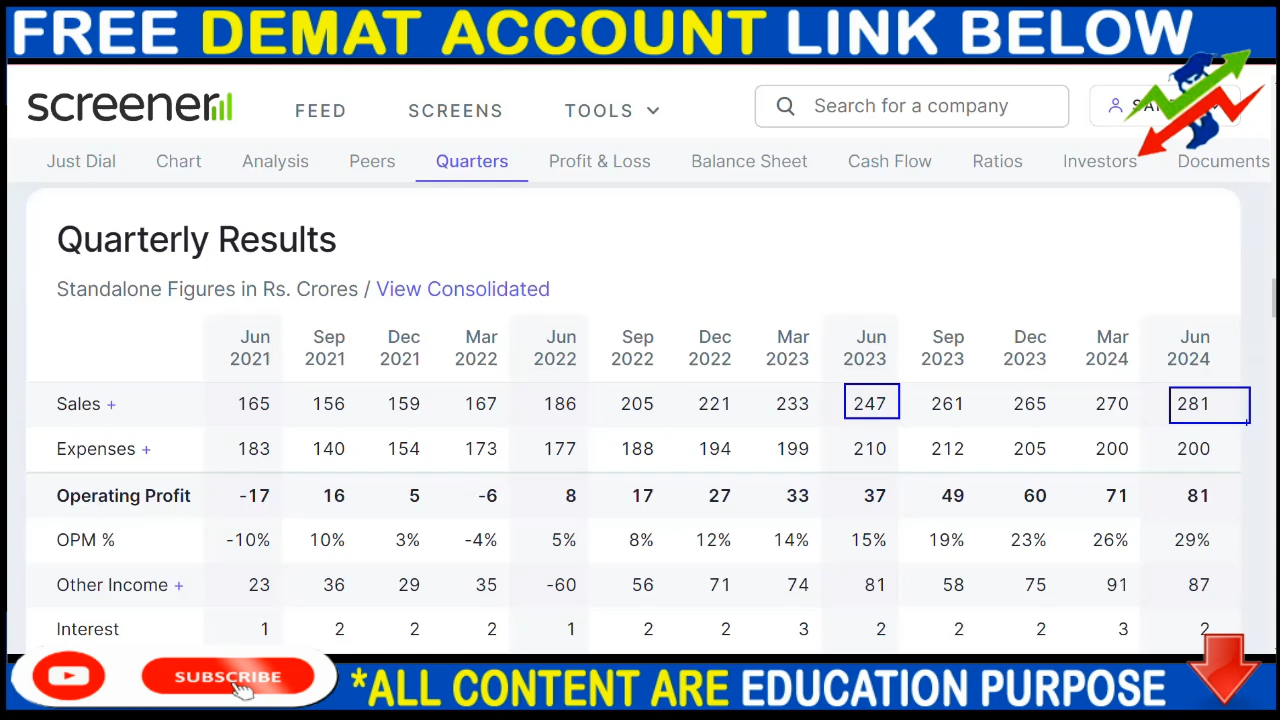 FREE DEMAT ACCOUNT LINK BELOW
screener FEED SCREENS TOOLS Search for a company
Just Dial Chart Analysis Peers Quarters Profit & Loss Balance Sheet Cash Flow Ratios Investors Documents
Quarterly Results
Standalone Figures in Rs. Crores / View Consolidated
Jun 2021 Sep 2021 Dec 2021 Mar 2022 Jun 2022 Sep 2022 Dec 2022 Mar 2023 Jun 2023 Sep 2023 Dec 2023 Mar 2024 Jun 2024
Sales + 165 156 159 167 186 205 221 233 247 261 265 270 281
Expenses + 183 140 154 173 177 188 194 199 210 212 205 200 200
Operating Profit -17 16 5 -6 8 17 27 33 37 49 60 71 81
OPM % -10% 10% 3% -4% 5% 8% 12% 14% 15% 19% 23% 26% 29%
Other Income + 23 36 29 35 -60 56 71 74 81 58 75 91 87
Interest 1 2 2 2 1 2 2 3 2 2 2 3 2
SUBSCRIBE
*ALL CONTENT ARE EDUCATION PURPOSE